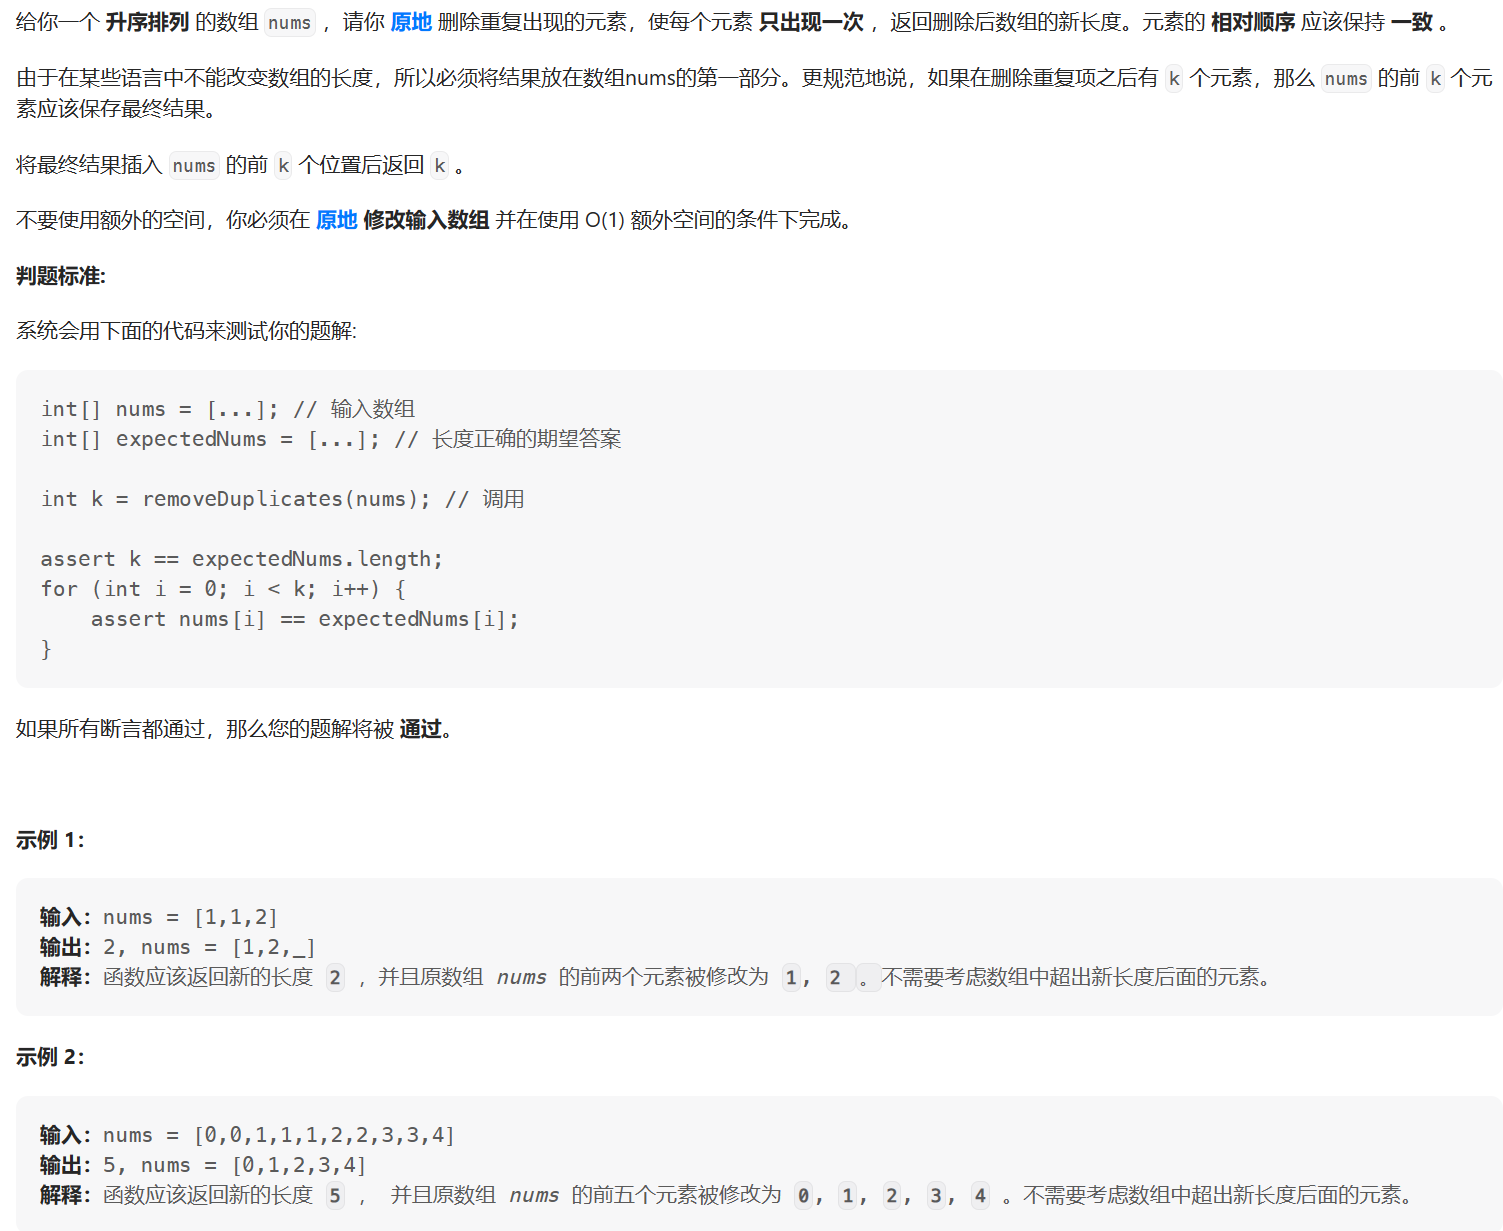 给你一个 升序排列 的数组 nums ，请你 原地 删除重复出现的元素，使每个元素 只出现一次 ，返回删除后数组的新长度。元素的 相对顺序 应该保持 一致 。
由于在某些语言中不能改变数组的长度，所以必须将结果放在数组nums的第一部分。更规范地说，如果在删除重复项之后有 k 个元素，那么 nums 的前 k 个元
素应该保存最终结果。
将最终结果插入 nums 的前 k 个位置后返回 k 。
不要使用额外的空间，你必须在 原地 修改输入数组 并在使用 O(1) 额外空间的条件下完成。
判题标准:
系统会用下面的代码来测试你的题解:
int[] nums = [...]; // 输入数组
int[] expectedNums = [...]; // 长度正确的期望答案
int k = removeDuplicates(nums); // 调用
assert k == expectedNums.length;
for (int i = 0; i < k; i++) {
    assert nums[i] == expectedNums[i];
}
如果所有断言都通过，那么您的题解将被 通过。
示例 1：
输入：nums = [1,1,2]
输出：2, nums = [1,2,_]
解释：函数应该返回新的长度 2 ，并且原数组 nums 的前两个元素被修改为 1, 2 。不需要考虑数组中超出新长度后面的元素。
示例 2：
输入：nums = [0,0,1,1,1,2,2,3,3,4]
输出：5, nums = [0,1,2,3,4]
解释：函数应该返回新的长度 5 ， 并且原数组 nums 的前五个元素被修改为 0, 1, 2, 3, 4 。不需要考虑数组中超出新长度后面的元素。